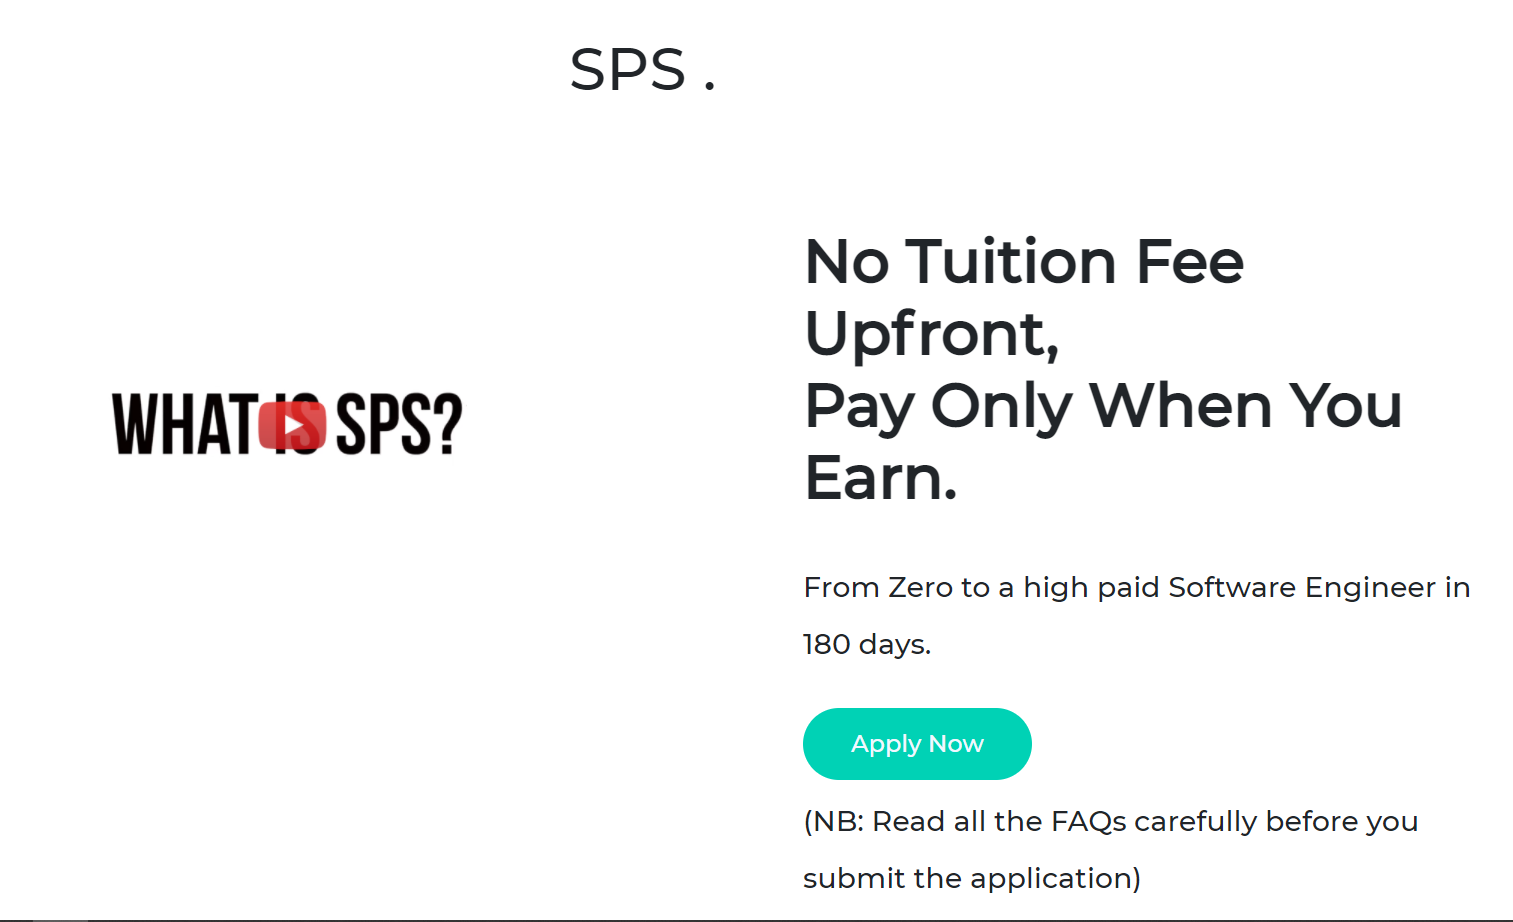 SPS .
WHAT IS SPS?
No Tuition Fee
Upfront,
Pay Only When You
Earn.
From Zero to a high paid Software Engineer in
180 days.
Apply Now
(NB: Read all the FAQs carefully before you
submit the application)